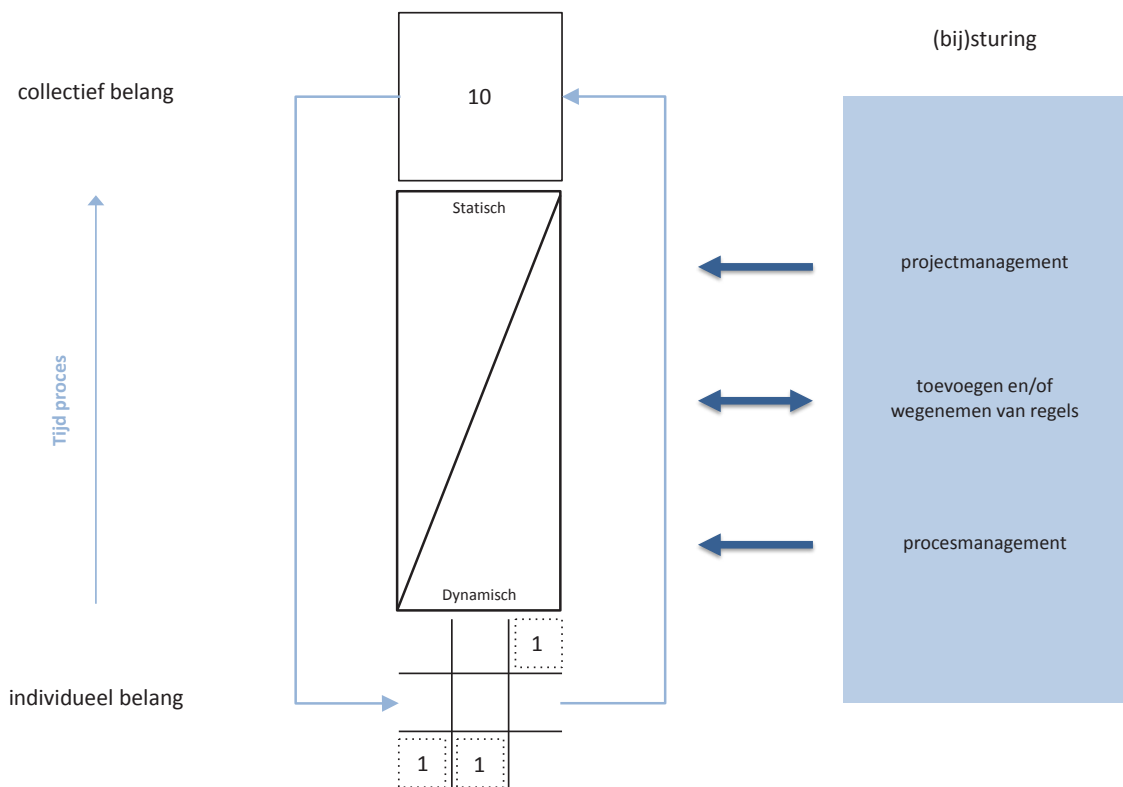 (bij)sturing
collectief belang
10
Statisch
projectmanagement
Tijd proces
toevoegen en/of
wegenemen van regels
procesmanagement
Dynamisch
1
individueel belang
1
1